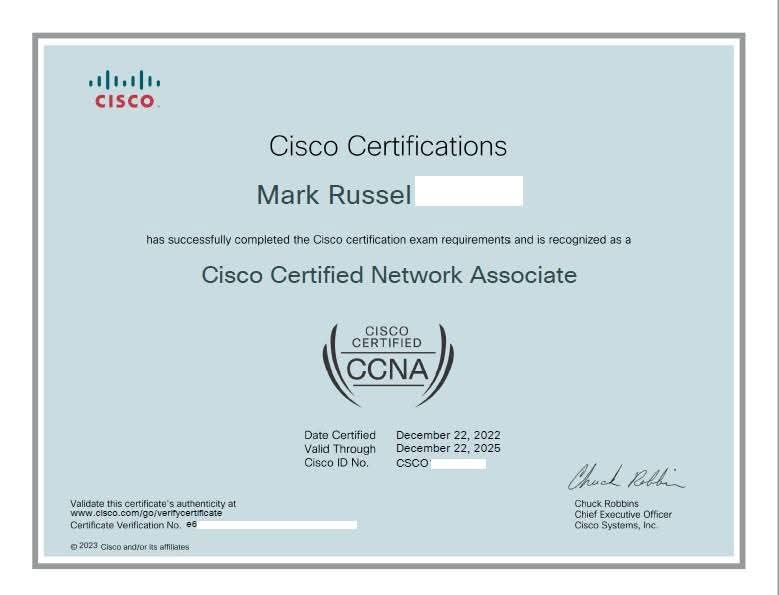 CISCO
Cisco Certifications
Mark Russel
has successfully completed the Cisco certification exam requirements and is recognized as a
Cisco Certified Network Associate
CISCO
CERTIFIED
CCNA
Date Certified December 22, 2022
Valid Through December 22, 2025
Cisco ID No. CSCO
Chuck Robbins
Validate this certificate's authenticity at
www.cisco.com/go/verifycertificate
Certificate Verification No. e6
Chuck Robbins
Chief Executive Officer
Cisco Systems, Inc.
© 2023 Cisco and/or its affiliates